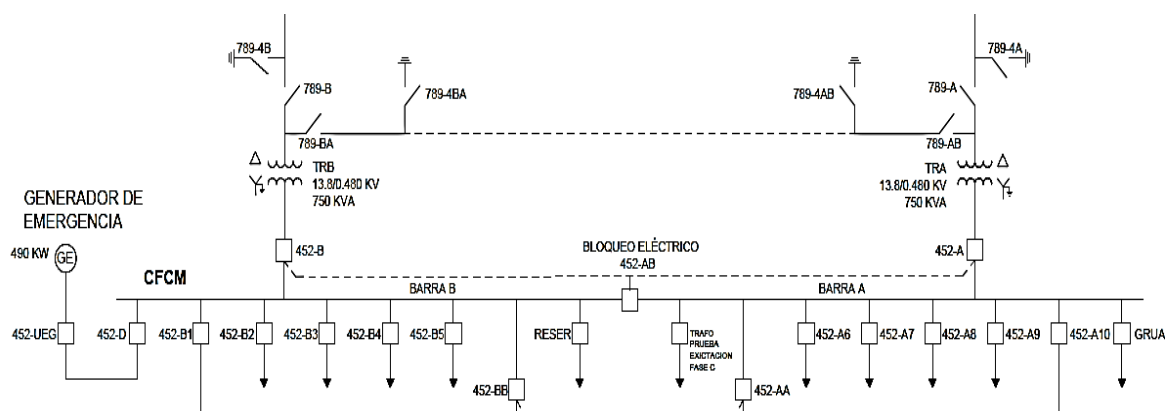 789-4B
789-4A
789-B
789-4BA
789-4AB
789-A
789-BA
789-AB
TRB
13.8/0.480 KV
750 KVA
TRA
13.8/0.480 KV
750 KVA
GENERADOR DE
EMERGENCIA
490 KW
GE
452-B
BLOQUEO ELÉCTRICO
452-AB
452-A
CFCM
BARRA B
BARRA A
452-UEG
452-D
452-B1
452-B2
452-B3
452-B4
452-B5
RESER
TRAFO
PRUEBA
EXICTACION
FASE C
452-A6
452-A7
452-A8
452-A9
452-A10
GRUA
452-BB
452-AA